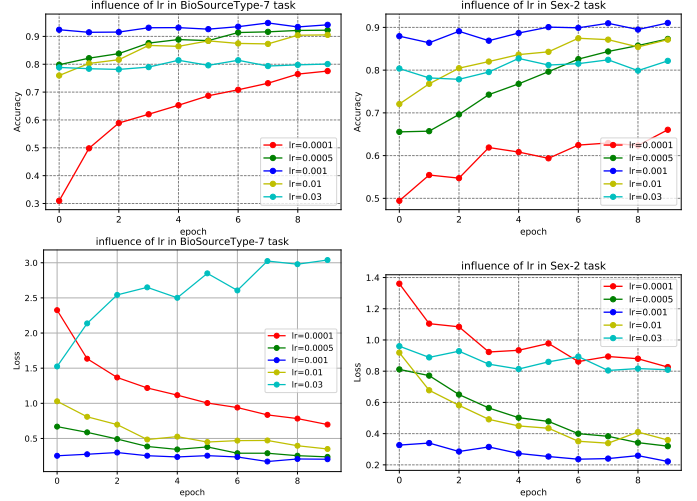 influence of lr in BioSourceType-7 task
Accuracy
0.9
0.8
0.7
0.6
0.5
0.4
0.3
lr=0.0001
lr=0.0005
lr=0.001
lr=0.01
lr=0.03
0 2 4 6 8
epoch
influence of lr in Sex-2 task
Accuracy
0.9
0.8
0.7
0.6
0.5
lr=0.0001
lr=0.0005
lr=0.001
lr=0.01
lr=0.03
0 2 4 6 8
epoch
influence of lr in BioSourceType-7 task
Loss
3.0
2.5
2.0
1.5
1.0
0.5
lr=0.0001
lr=0.0005
lr=0.001
lr=0.01
lr=0.03
0 2 4 6 8
epoch
influence of lr in Sex-2 task
Loss
1.4
1.2
1.0
0.8
0.6
0.4
0.2
lr=0.0001
lr=0.0005
lr=0.001
lr=0.01
lr=0.03
0 2 4 6 8
epoch